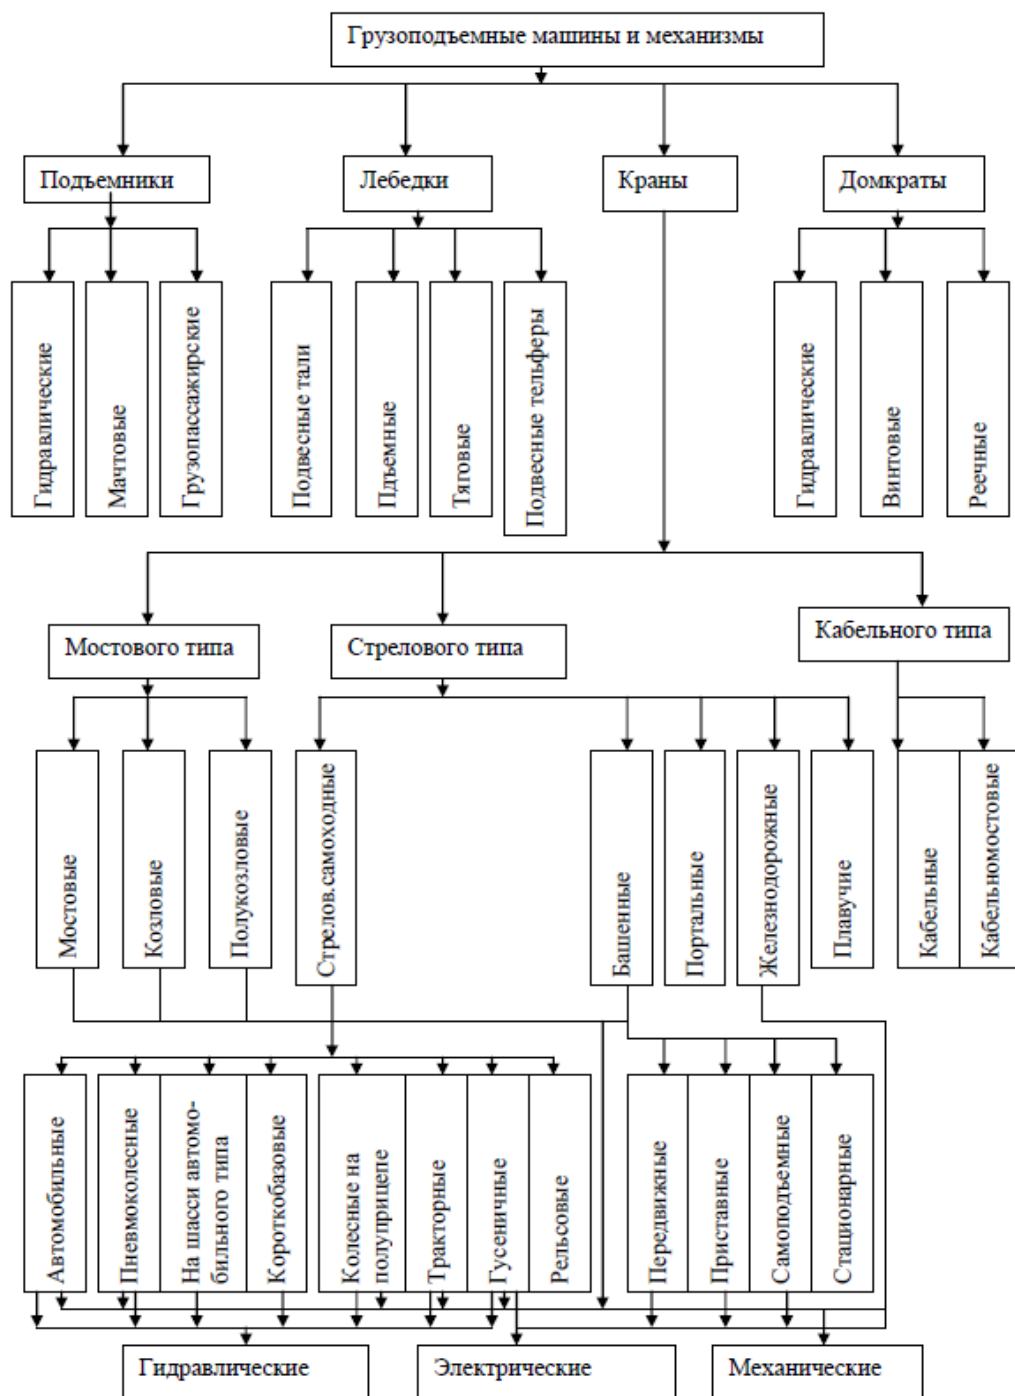 Грузоподъемные машины и механизмы
Подъемники
Лебедки
Краны
Домкраты
Гидравлические
Мачтовые
Грузопассажирские
Подвесные тали
Пдъемные
Тяговые
Подвесные тельферы
Гидравлические
Винтовые
Реечные
Мостового типа
Стрелового типа
Кабельного типа
Мостовые
Козловые
Полукозловые
Стрелов.самоходные
Башенные
Портальные
Железнодорожные
Плавучие
Кабельные
Кабельномостовые
Автомобильные
Пневмоколесные
На шасси автомо-
бильного типа
Короткобазовые
Колесные на
полуприцепе
Тракторные
Гусеничные
Рельсовые
Передвижные
Приставные
Самоподъемные
Стационарные
Гидравлические
Электрические
Механические